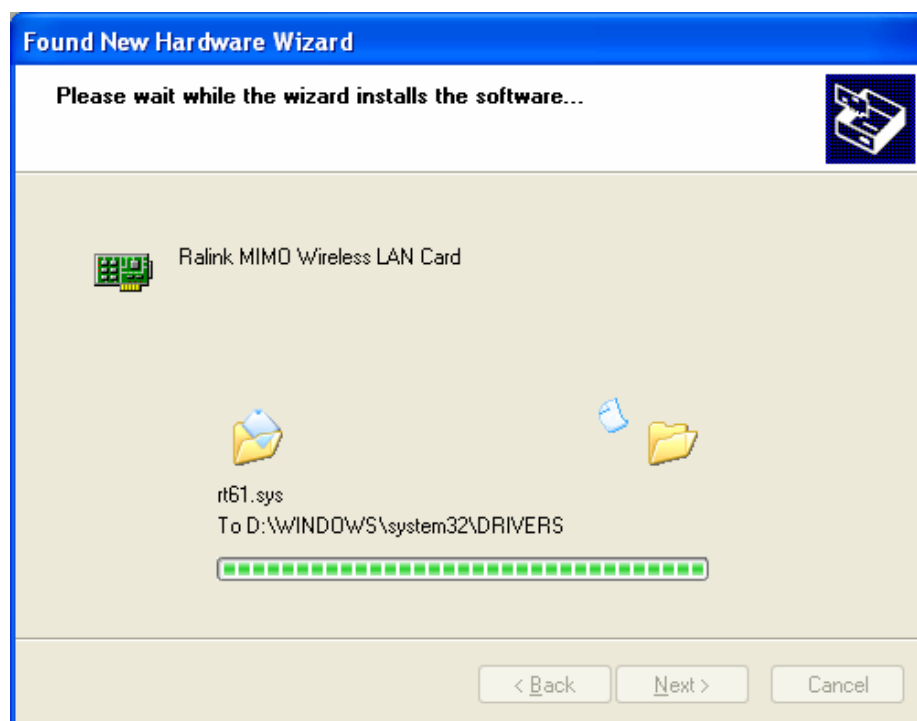 Found New Hardware Wizard
Please wait while the wizard installs the software...
Ralink MIMO Wireless LAN Card
rt61.sys
To D:\WINDOWS\system32\DRIVERS
< Back
Next >
Cancel